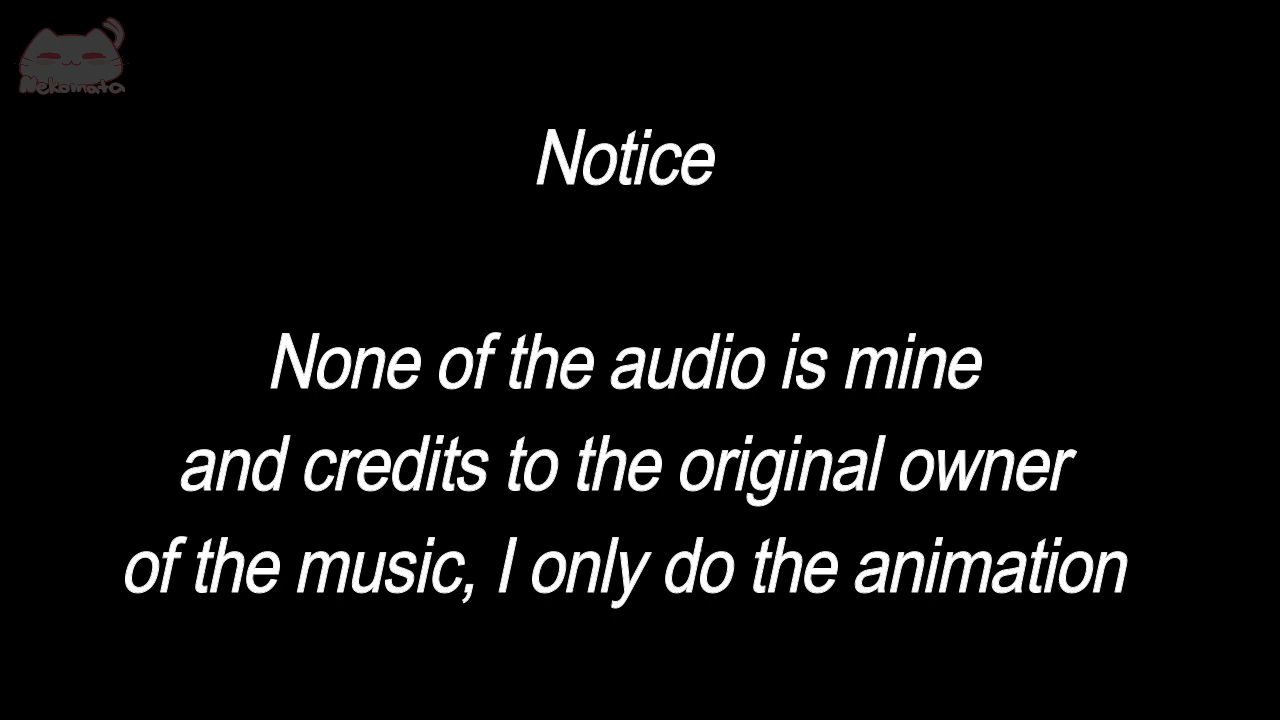 Nekomata
Notice
None of the audio is mine
and credits to the original owner
of the music, I only do the animation